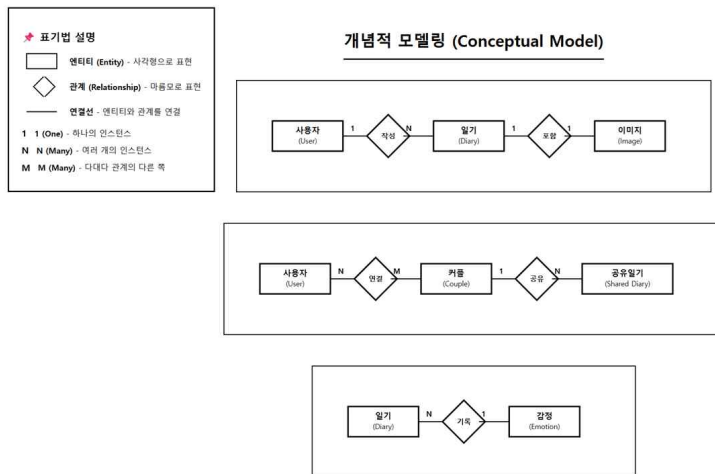 📌 표기법 설명
엔티티 (Entity) - 사각형으로 표현
관계 (Relationship) - 마름모로 표현
연결선 - 엔티티와 관계를 연결
1 1 (One) - 하나의 인스턴스
N N (Many) - 여러 개의 인스턴스
M M (Many) - 다대다 관계의 다른 쪽
개념적 모델링 (Conceptual Model)
사용자 1 작성 N 일기 1 포함 1 이미지
(User) (Diary) (Image)
사용자 N 연결 M 커플 1 공유 N 공유일기
(User) (Couple) (Shared Diary)
일기 N 기록 1 감정
(Diary) (Emotion)